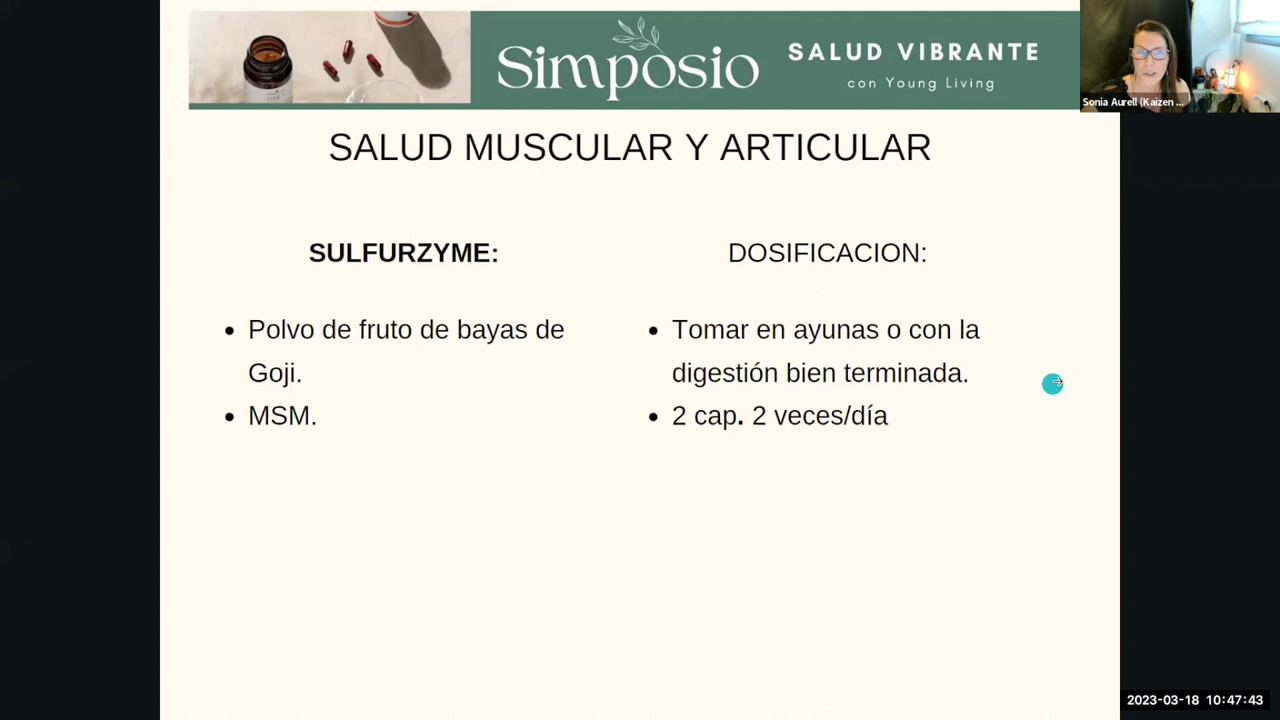 Simposio
SALUD VIBRANTE
con Young Living
Sonia Aurell (Kaizen ...
SALUD MUSCULAR Y ARTICULAR
SULFURZYME:
• Polvo de fruto de bayas de
Goji.
• MSM.
DOSIFICACION:
• Tomar en ayunas o con la
digestión bien terminada.
• 2 cap. 2 veces/día
2023-03-18 10:47:43